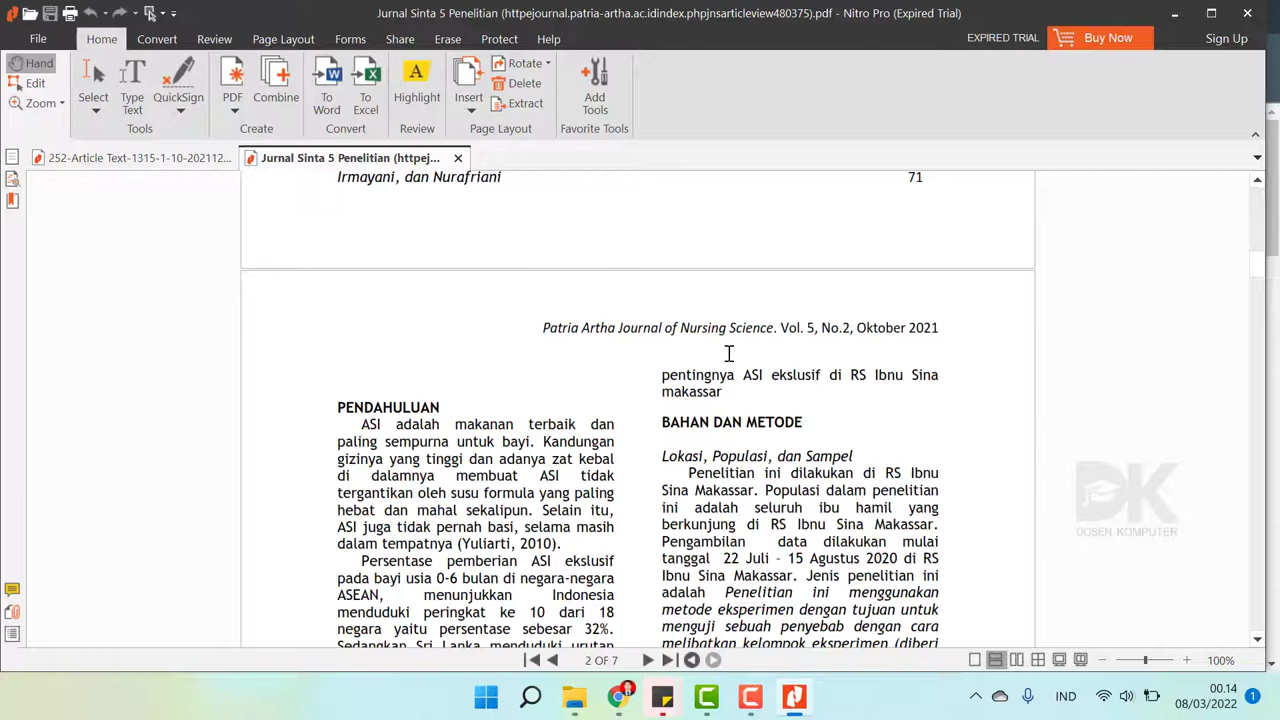 Jurnal Sinta 5 Penelitian (httpejournal.patria-artha.ac.idindex.phpjnsarticleview480375).pdf - Nitro Pro (Expired Trial)
File Home Convert Review Page Layout Forms Share Erase Protect Help
EXPIRED TRIAL Buy Now Sign Up
Hand
Edit
Zoom
Select
Type Text
QuickSign
Tools
PDF
Combine
Create
To Word
To Excel
Convert
Highlight
Review
Insert
Rotate
Delete
Extract
Page Layout
Add Tools
Favorite Tools
252-Article Text-1315-1-10-202112...
Jurnal Sinta 5 Penelitian (httpej...
Irmayani, dan Nurafriani 71
Patria Artha Journal of Nursing Science. Vol. 5, No.2, Oktober 2021
PENDAHULUAN
ASI adalah makanan terbaik dan
paling sempurna untuk bayi. Kandungan
gizinya yang tinggi dan adanya zat kebal
di dalamnya membuat ASI tidak
tergantikan oleh susu formula yang paling
hebat dan mahal sekalipun. Selain itu,
ASI juga tidak pernah basi, selama masih
dalam tempatnya (Yuliarti, 2010).
Persentase pemberian ASI ekslusif
pada bayi usia 0-6 bulan di negara-negara
ASEAN, menunjukkan Indonesia
menduduki peringkat ke 10 dari 18
negara yaitu persentase sebesar 32%.
Sedangkan Sri Lanka menduduki urutan
pentingnya ASI ekslusif di RS Ibnu Sina
makassar
BAHAN DAN METODE
Lokasi, Populasi, dan Sampel
Penelitian ini dilakukan di RS Ibnu
Sina Makassar. Populasi dalam penelitian
ini adalah seluruh ibu hamil yang
berkunjung di RS Ibnu Sina Makassar.
Pengambilan data dilakukan mulai
tanggal 22 Juli - 15 Agustus 2020 di RS
Ibnu Sina Makassar. Jenis penelitian ini
adalah Penelitian ini menggunakan
metode eksperimen dengan tujuan untuk
menguji sebuah penyebab dengan cara
melibatkan kelompok eksperimen (diberi
DK
DOSEN KOMPUTER
2 OF 7
100%
IND
00.14
08/03/2022
1